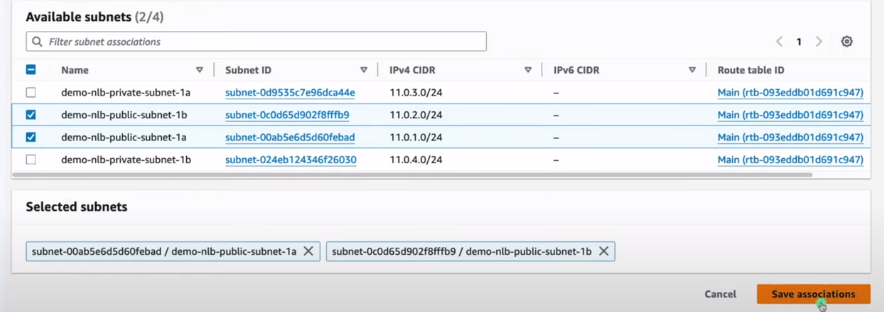 Available subnets (2/4)
Filter subnet associations
1
Name Subnet ID IPv4 CIDR IPv6 CIDR Route table ID
demo-nlb-private-subnet-1a subnet-0d9535c7e96dca44e 11.0.3.0/24 – Main (rtb-093eddb01d691c947)
demo-nlb-public-subnet-1b subnet-0c0d65d902f8fffb9 11.0.2.0/24 – Main (rtb-093eddb01d691c947)
demo-nlb-public-subnet-1a subnet-00ab5e6d5d60febad 11.0.1.0/24 – Main (rtb-093eddb01d691c947)
demo-nlb-private-subnet-1b subnet-024eb124346f26030 11.0.4.0/24 – Main (rtb-093eddb01d691c947)
Selected subnets
subnet-00ab5e6d5d60febad / demo-nlb-public-subnet-1a subnet-0c0d65d902f8fffb9 / demo-nlb-public-subnet-1b
Cancel Save associations